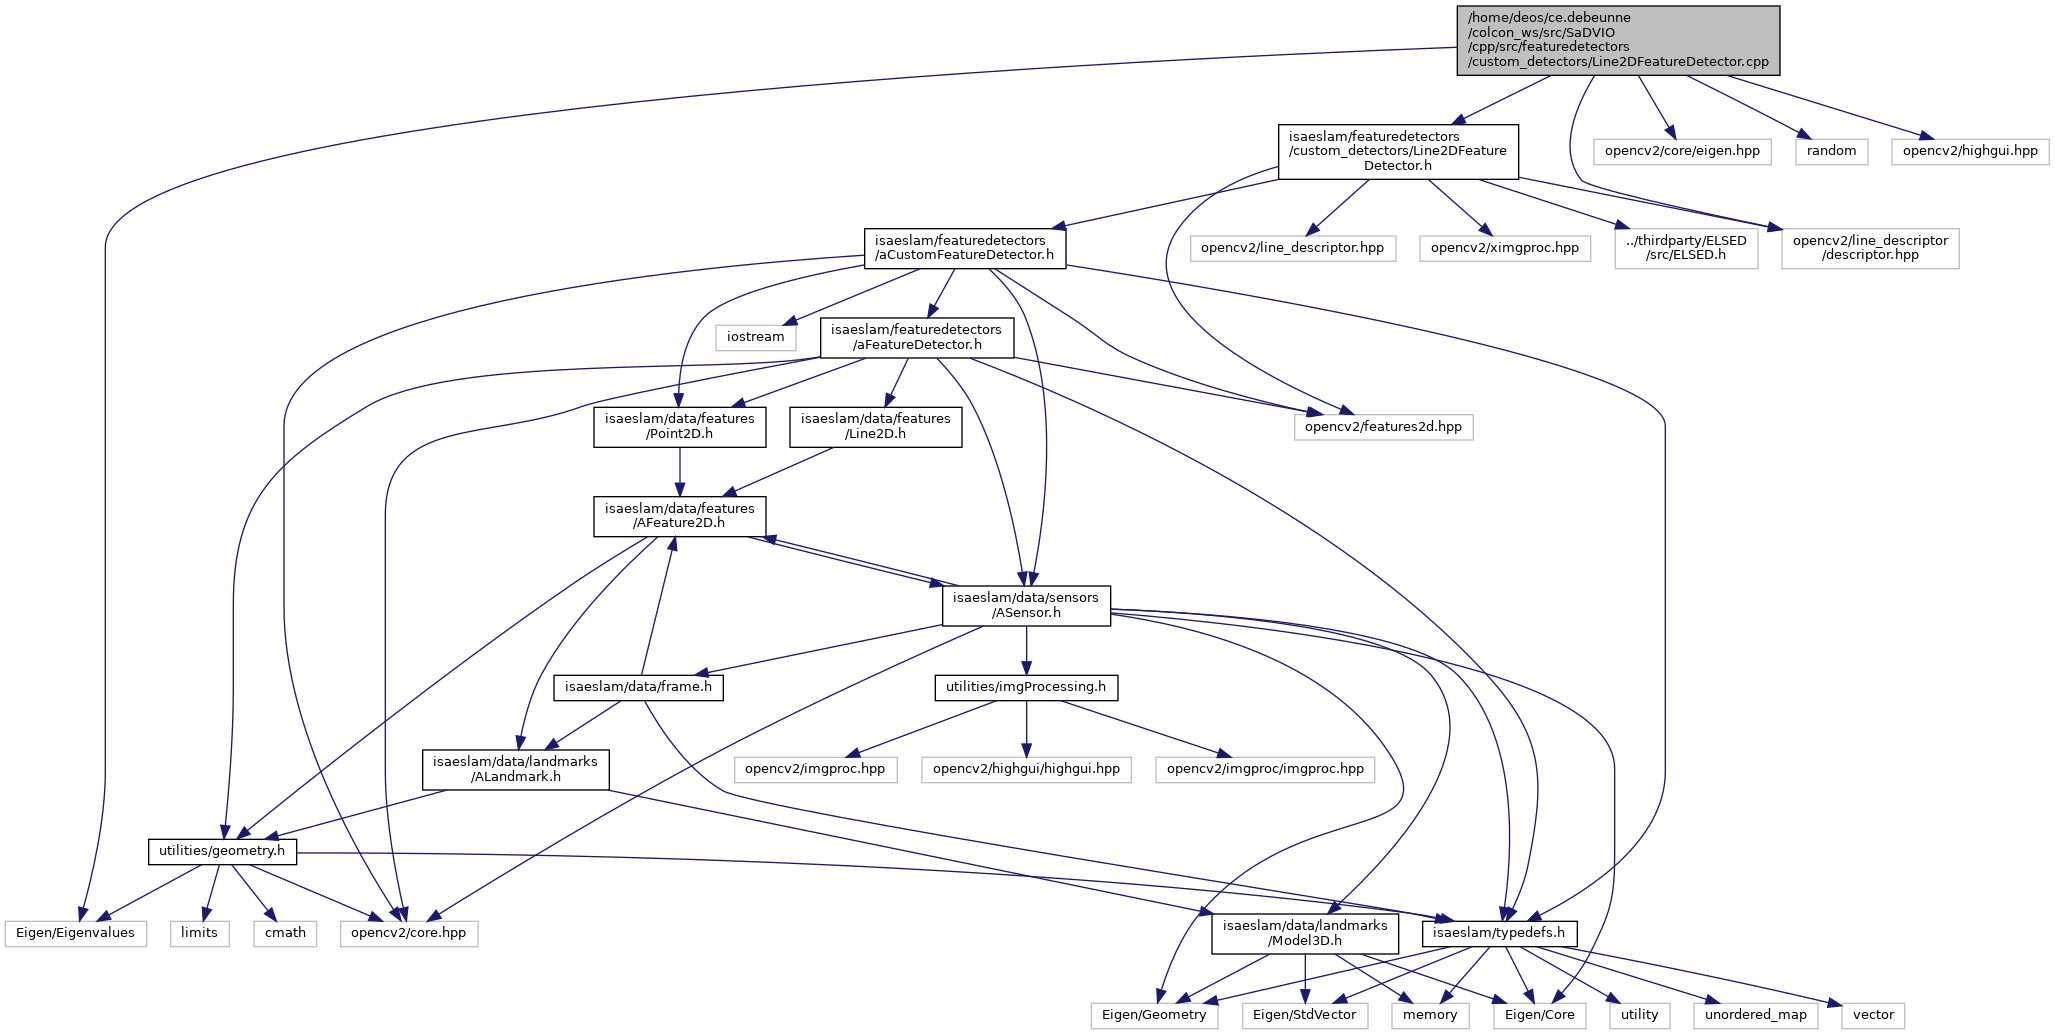 /home/deos/ce.debeunne
/colcon_ws/src/SaDVIO
/cpp/src/featuredetectors
/custom_detectors/Line2DFeatureDetector.cpp
isaeslam/featuredetectors
/custom_detectors/Line2DFeature
Detector.h
opencv2/core/eigen.hpp
random
opencv2/highgui.hpp
isaeslam/featuredetectors
/aCustomFeatureDetector.h
opencv2/line_descriptor.hpp
opencv2/ximgproc.hpp
../thirdparty/ELSED
/src/ELSED.h
opencv2/line_descriptor
/descriptor.hpp
iostream
isaeslam/featuredetectors
/aFeatureDetector.h
isaeslam/data/features
/Point2D.h
isaeslam/data/features
/Line2D.h
opencv2/features2d.hpp
isaeslam/data/features
/AFeature2D.h
isaeslam/data/sensors
/ASensor.h
isaeslam/data/frame.h
utilities/imgProcessing.h
isaeslam/data/landmarks
/ALandmark.h
opencv2/imgproc.hpp
opencv2/highgui/highgui.hpp
opencv2/imgproc/imgproc.hpp
utilities/geometry.h
Eigen/Eigenvalues
limits
cmath
opencv2/core.hpp
isaeslam/data/landmarks
/Model3D.h
isaeslam/typedefs.h
Eigen/Geometry
Eigen/StdVector
memory
Eigen/Core
utility
unordered_map
vector